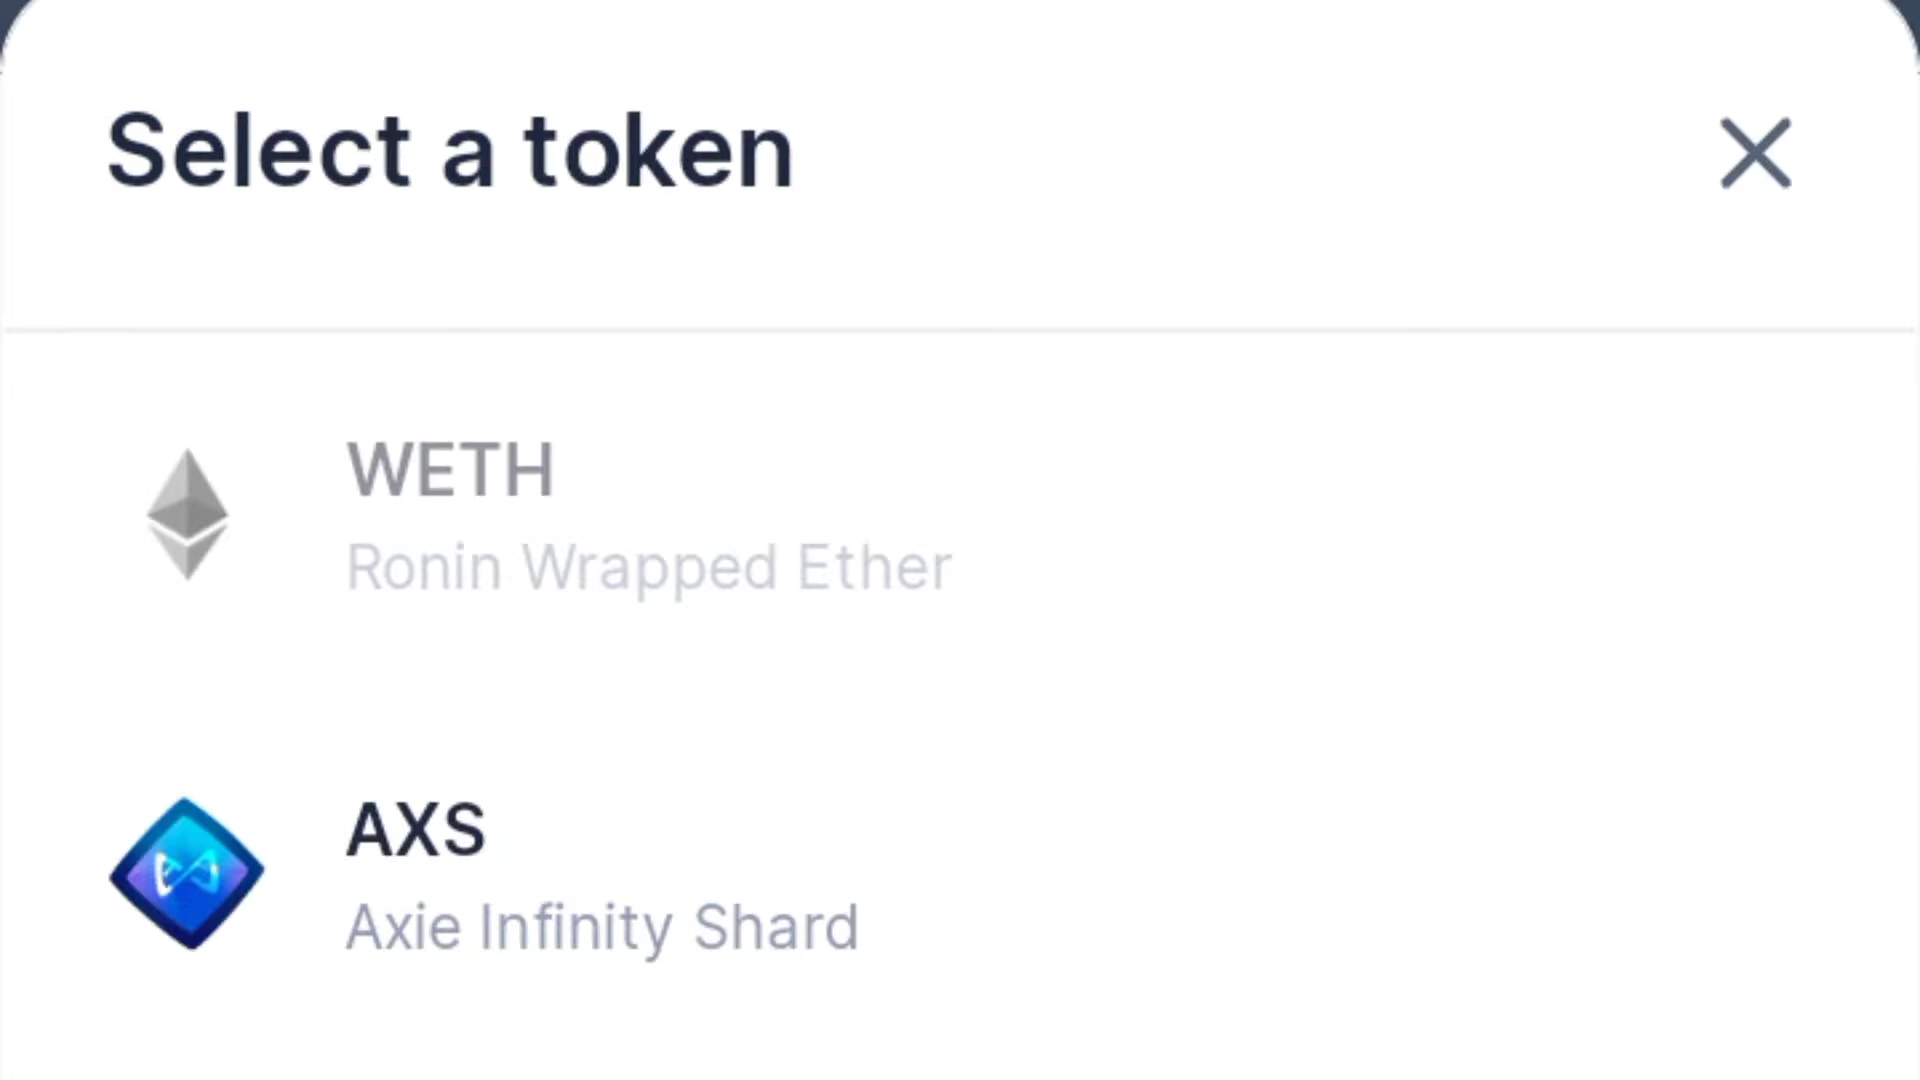 Select a token
WETH
Ronin Wrapped Ether
AXS
Axie Infinity Shard